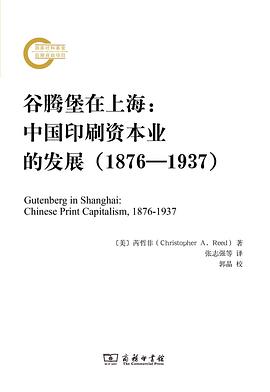 国家社科基金
后期资助项目
谷腾堡在上海：
中国印刷资本业
的发展（1876—1937）
Gutenberg in Shanghai:
Chinese Print Capitalism, 1876-1937
〔美〕芮哲非（Christopher A. Reed） 著
张志强等 译
郭晶 校
商务印书馆